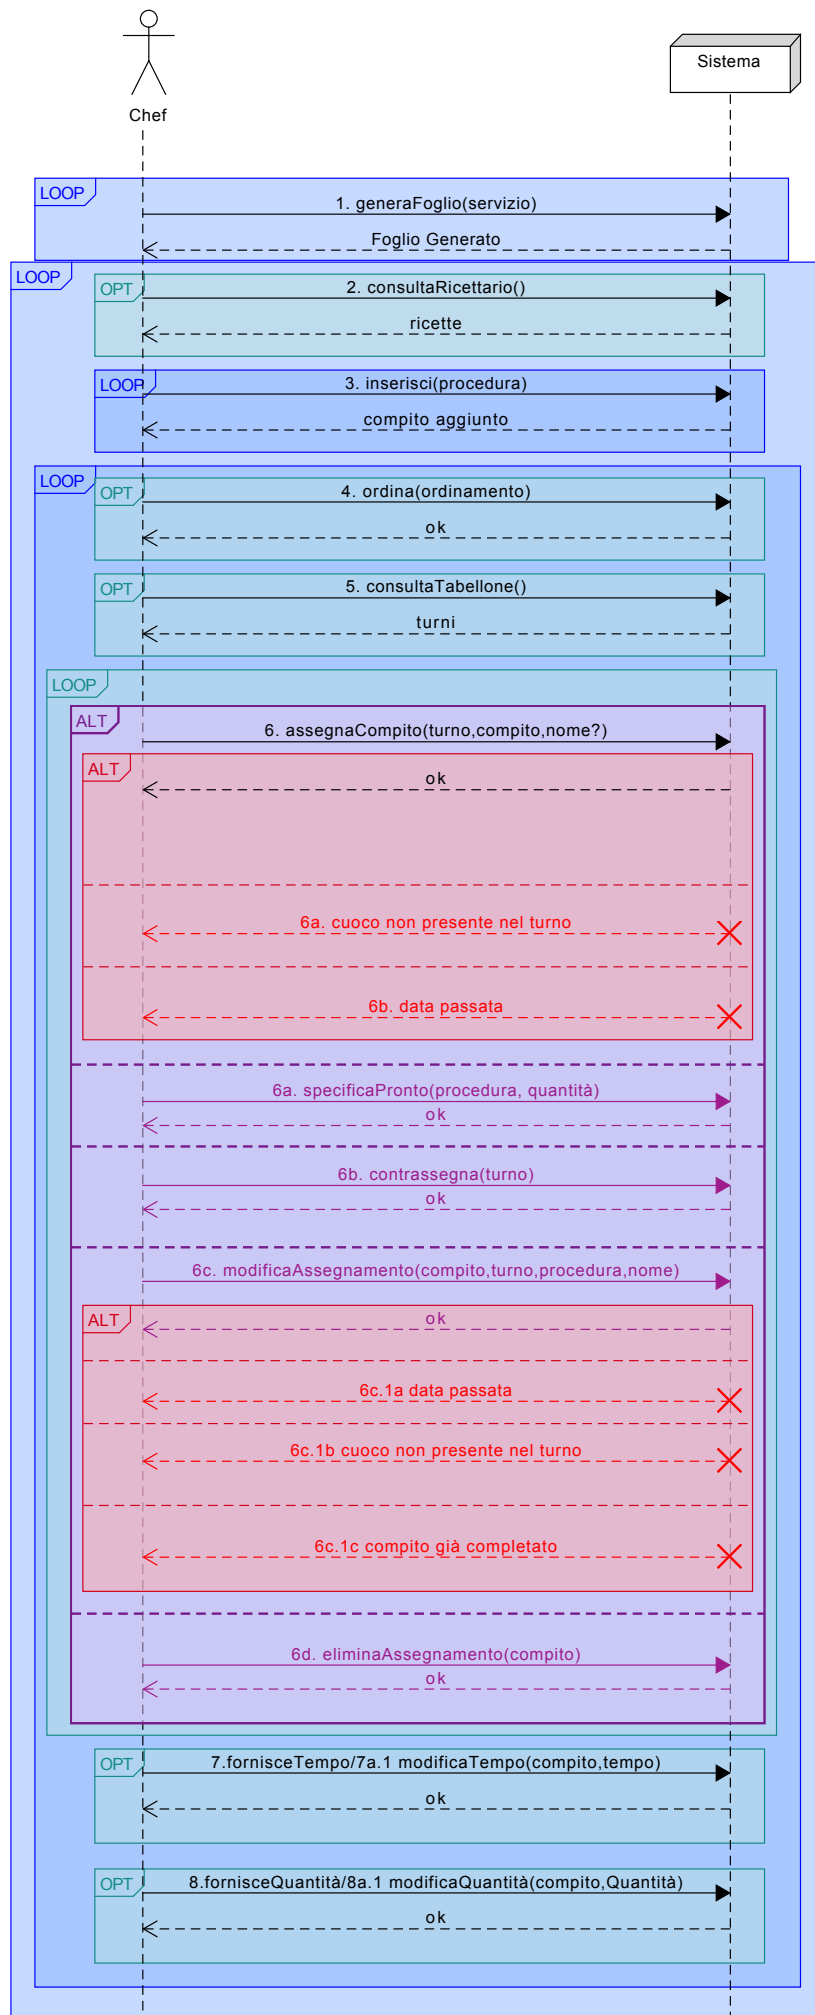 Sistema
Chef
LOOP
1. generaFoglio(servizio)
Foglio Generato
LOOP
OPT
2. consultaRicettario()
ricette
LOOP
3. inserisci(procedura)
compito aggiunto
LOOP
OPT
4. ordina(ordinamento)
ok
OPT
5. consultaTabellone()
turni
LOOP
ALT
6. assegnaCompito(turno,compito,nome?)
ALT
ok
6a. cuoco non presente nel turno
6b. data passata
6a. specificaPronto(procedura, quantità)
ok
6b. contrassegna(turno)
ok
6c. modificaAssegnamento(compito,turno,procedura,nome)
ALT
ok
6c.1a data passata
6c.1b cuoco non presente nel turno
6c.1c compito già completato
6d. eliminaAssegnamento(compito)
ok
OPT
7.fornisceTempo/7a.1 modificaTempo(compito,tempo)
ok
OPT
8.fornisceQuantità/8a.1 modificaQuantità(compito,Quantità)
ok